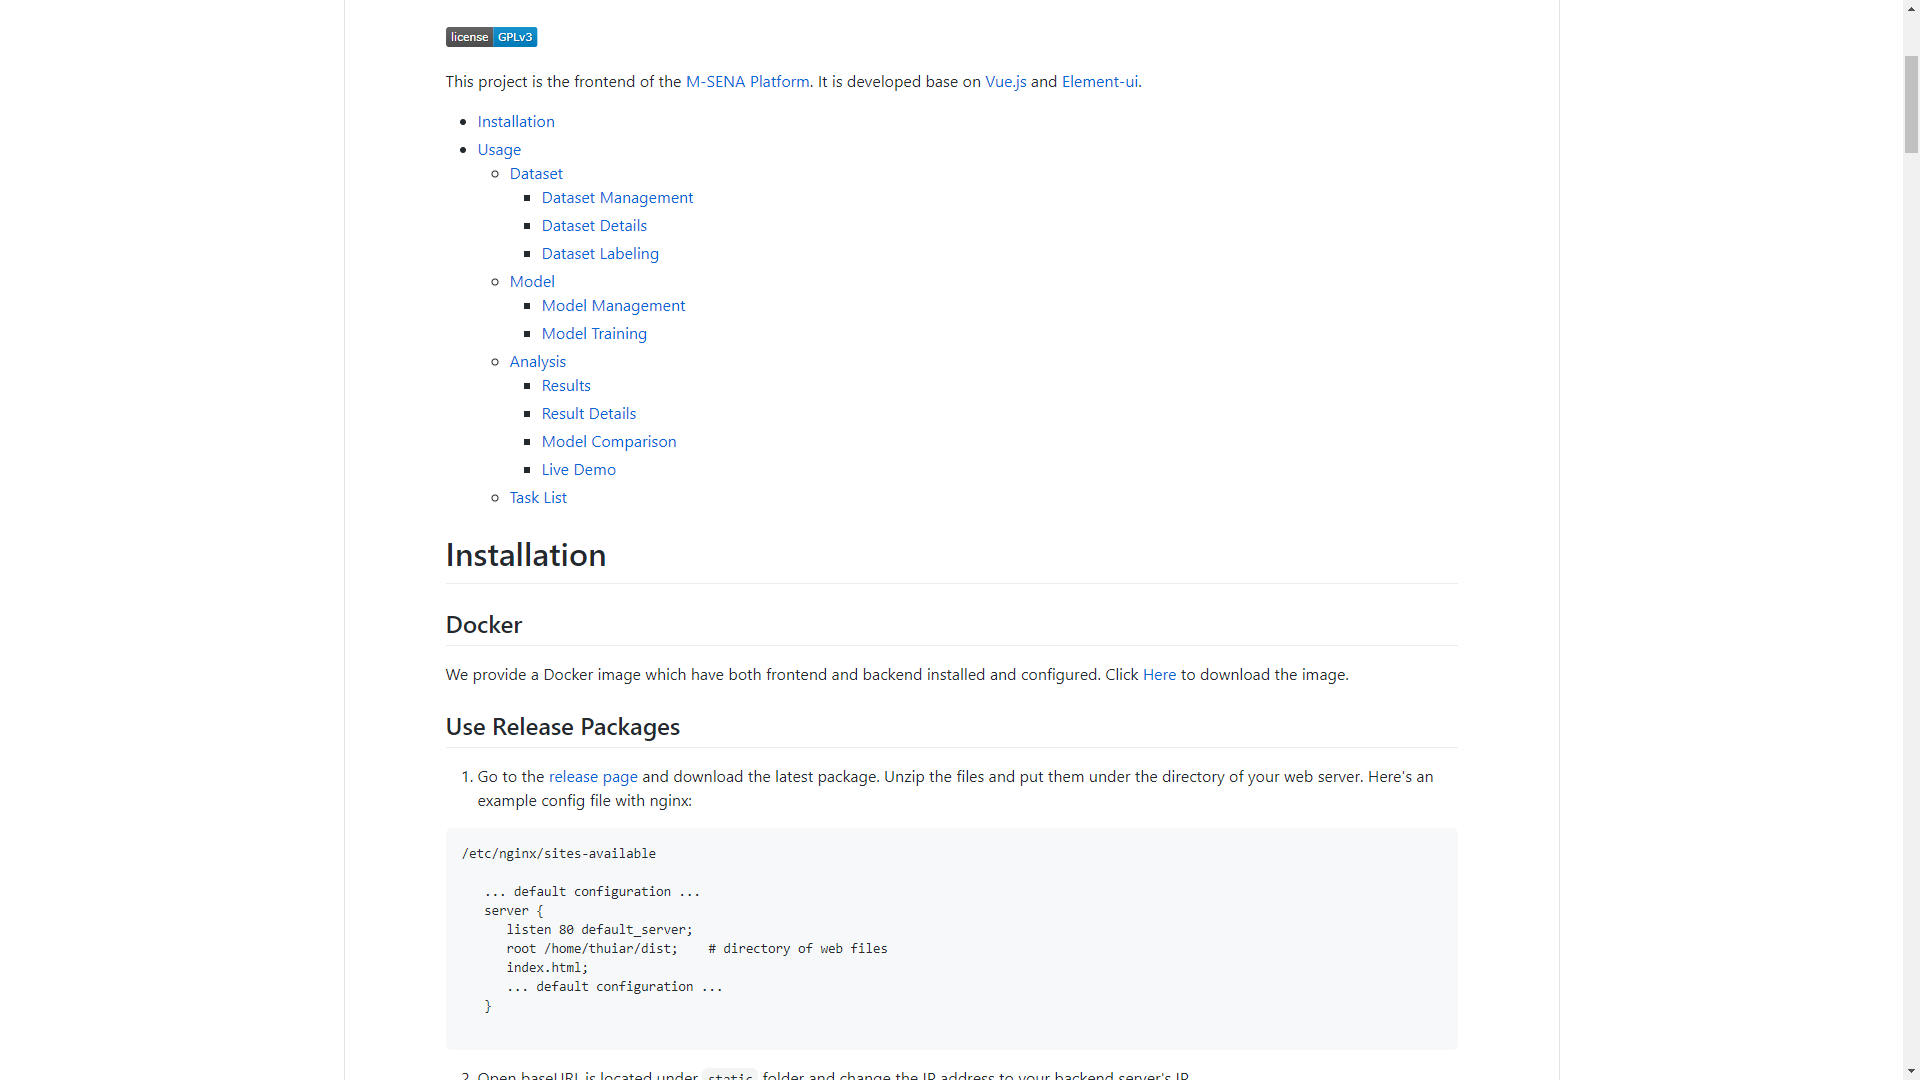 license GPLv3
This project is the frontend of the M-SENA Platform. It is developed base on Vue.js and Element-ui.
Installation
Usage
Dataset
Dataset Management
Dataset Details
Dataset Labeling
Model
Model Management
Model Training
Analysis
Results
Result Details
Model Comparison
Live Demo
Task List
Installation
Docker
We provide a Docker image which have both frontend and backend installed and configured. Click Here to download the image.
Use Release Packages
1. Go to the release page and download the latest package. Unzip the files and put them under the directory of your web server. Here's an
example config file with nginx:
/etc/nginx/sites-available
... default configuration ...
server {
listen 80 default_server;
root /home/thuiar/dist; # directory of web files
index.html;
... default configuration ...
}
2. Open baseURL is located under static folder and change the IP address to your backend server's IP